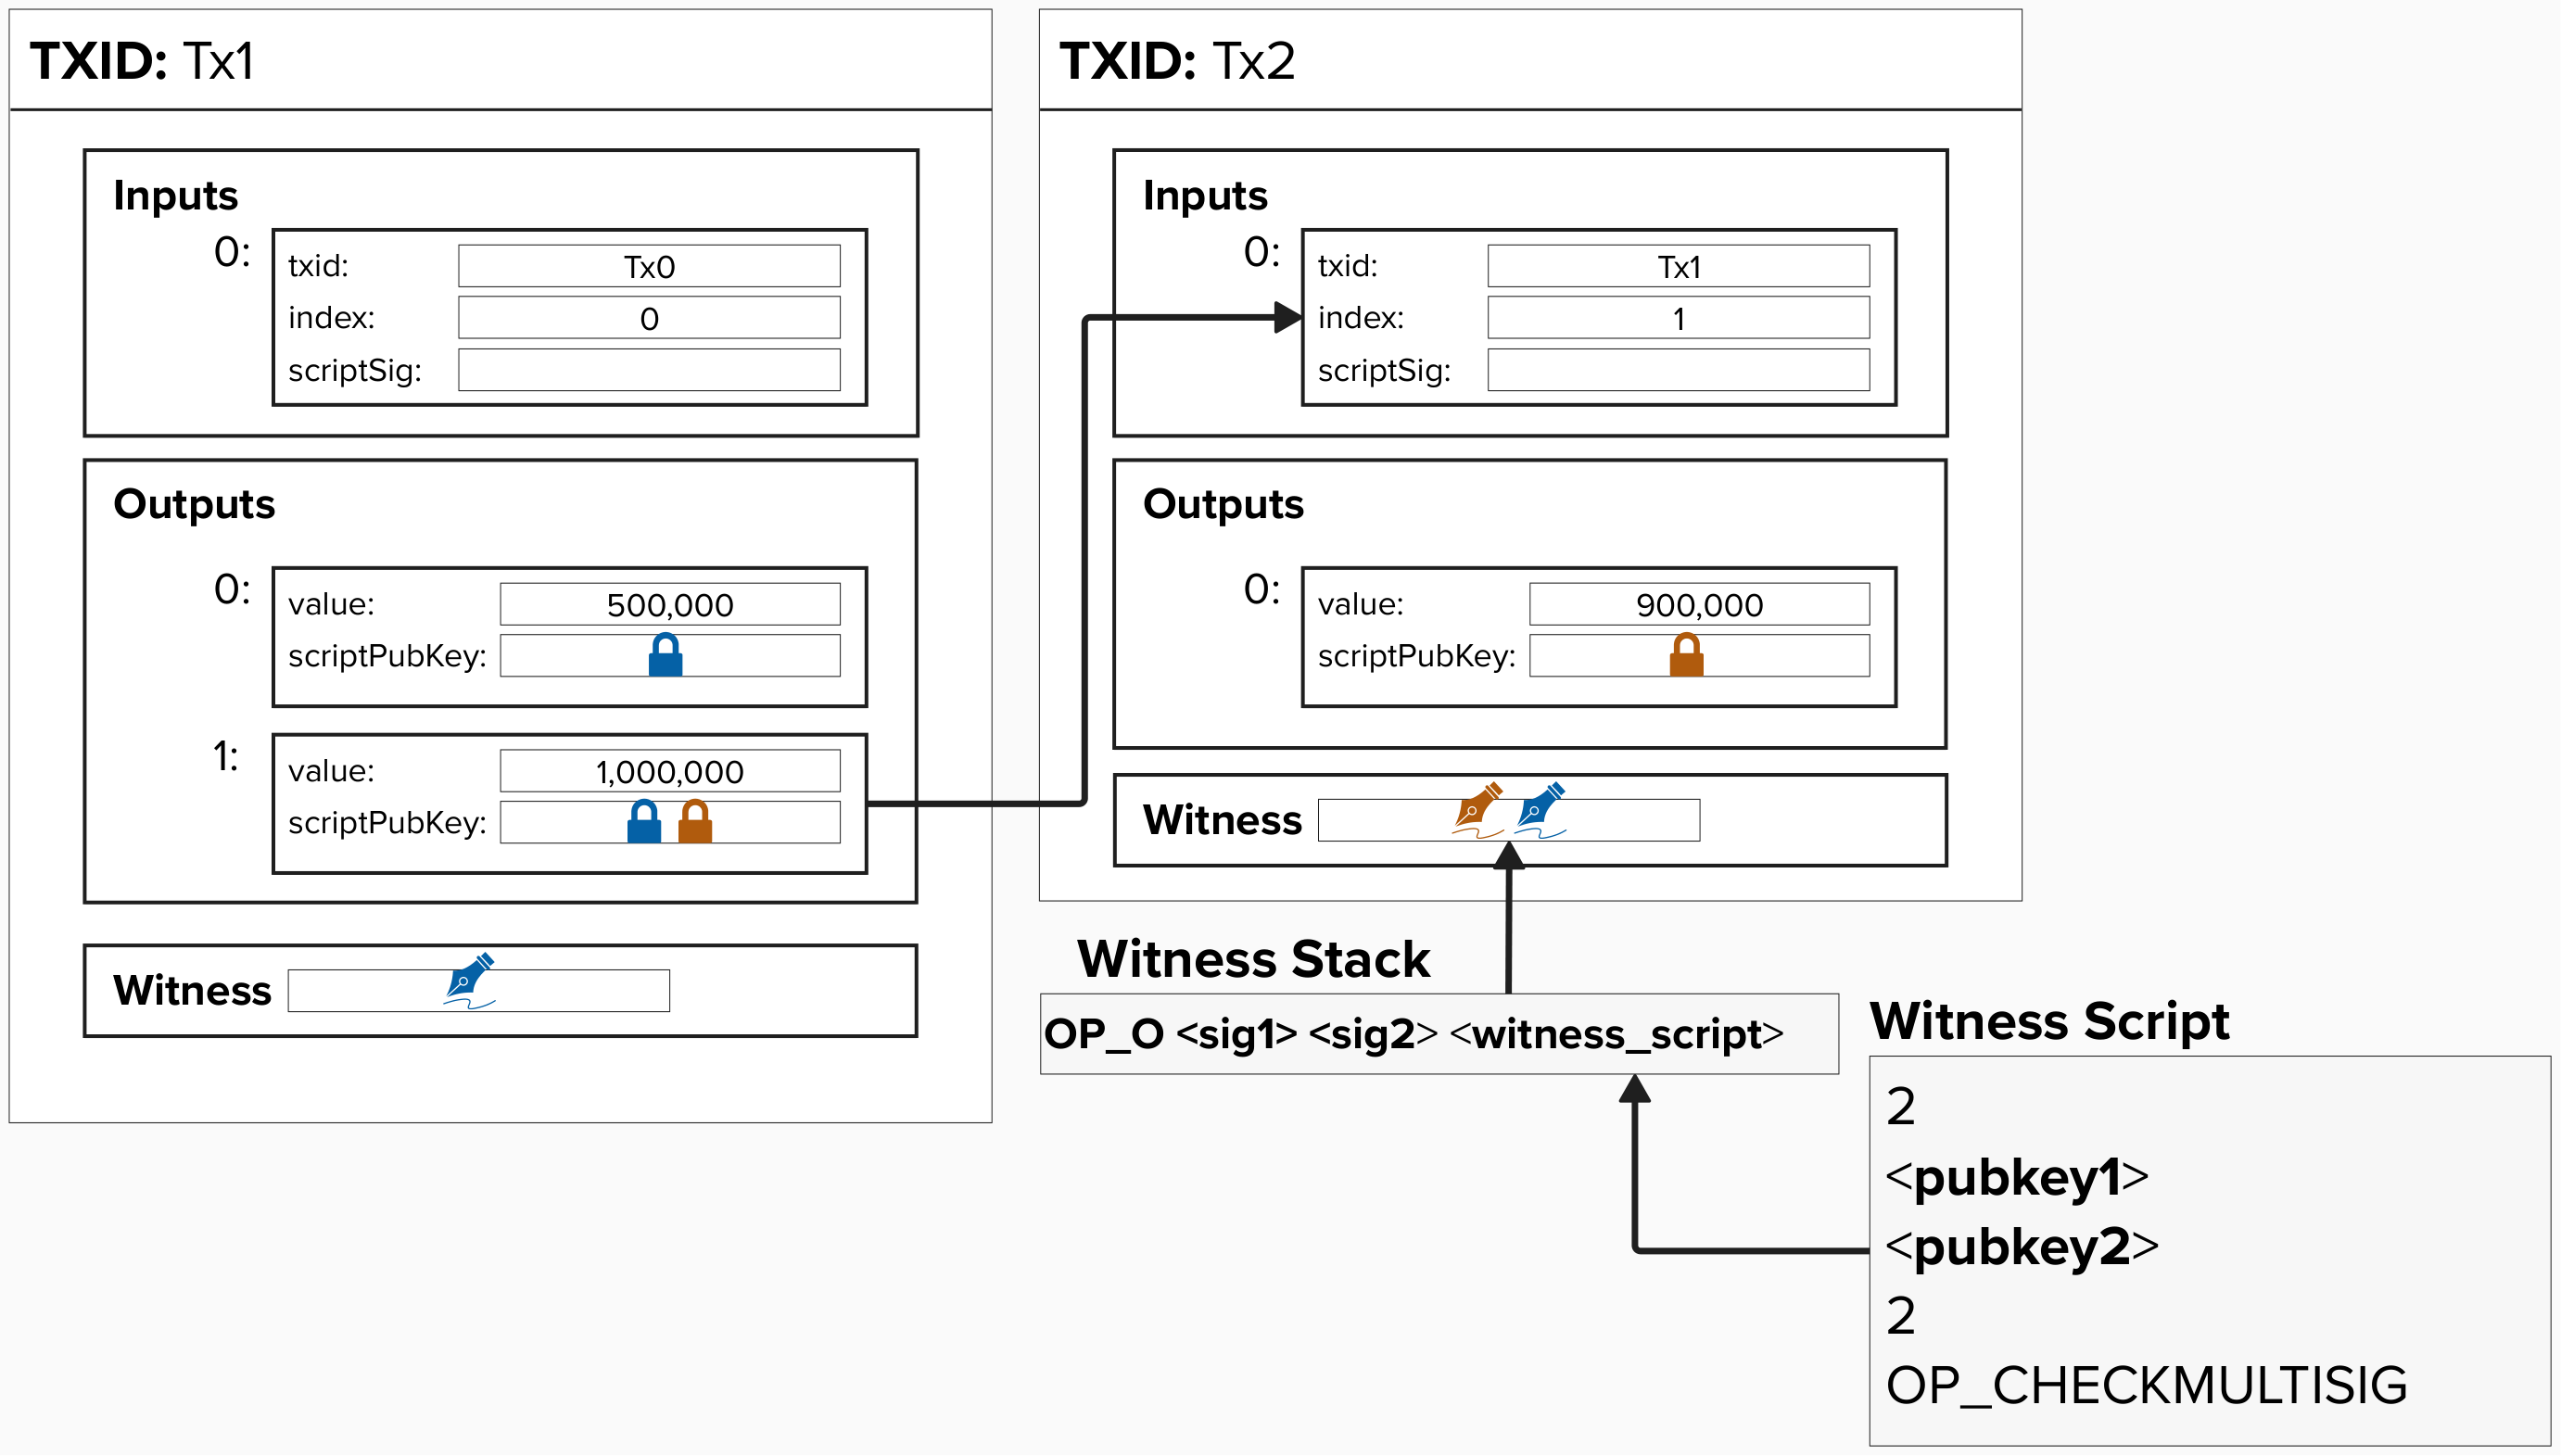 TXID: Tx1
Inputs
0:
txid: Tx0
index: 0
scriptSig:
Outputs
0:
value: 500,000
scriptPubKey:
1:
value: 1,000,000
scriptPubKey:
Witness
TXID: Tx2
Inputs
0:
txid: Tx1
index: 1
scriptSig:
Outputs
0:
value: 900,000
scriptPubKey:
Witness
Witness Stack
OP_O <sig1> <sig2> <witness_script>
Witness Script
2
<pubkey1>
<pubkey2>
2
OP_CHECKMULTISIG